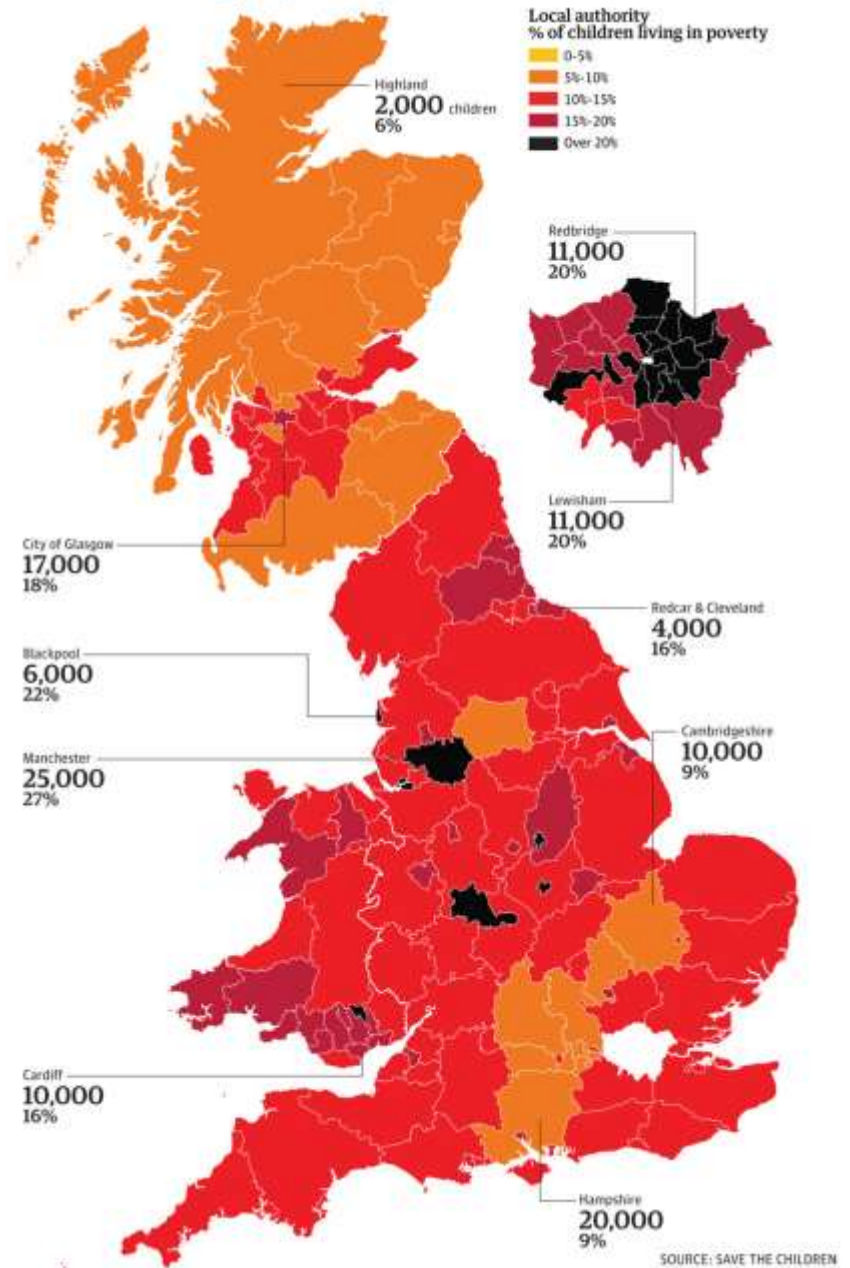 Local authority
% of children living in poverty
0-5%
5%-10%
10%-15%
15%-20%
Over 20%
Highland
2,000 children
6%
Redbridge
11,000
20%
Lewisham
11,000
20%
City of Glasgow
17,000
18%
Redcar & Cleveland
4,000
16%
Blackpool
6,000
22%
Cambridgeshire
10,000
9%
Manchester
25,000
27%
Cardiff
10,000
16%
Hampshire
20,000
9%
SOURCE: SAVE THE CHILDREN